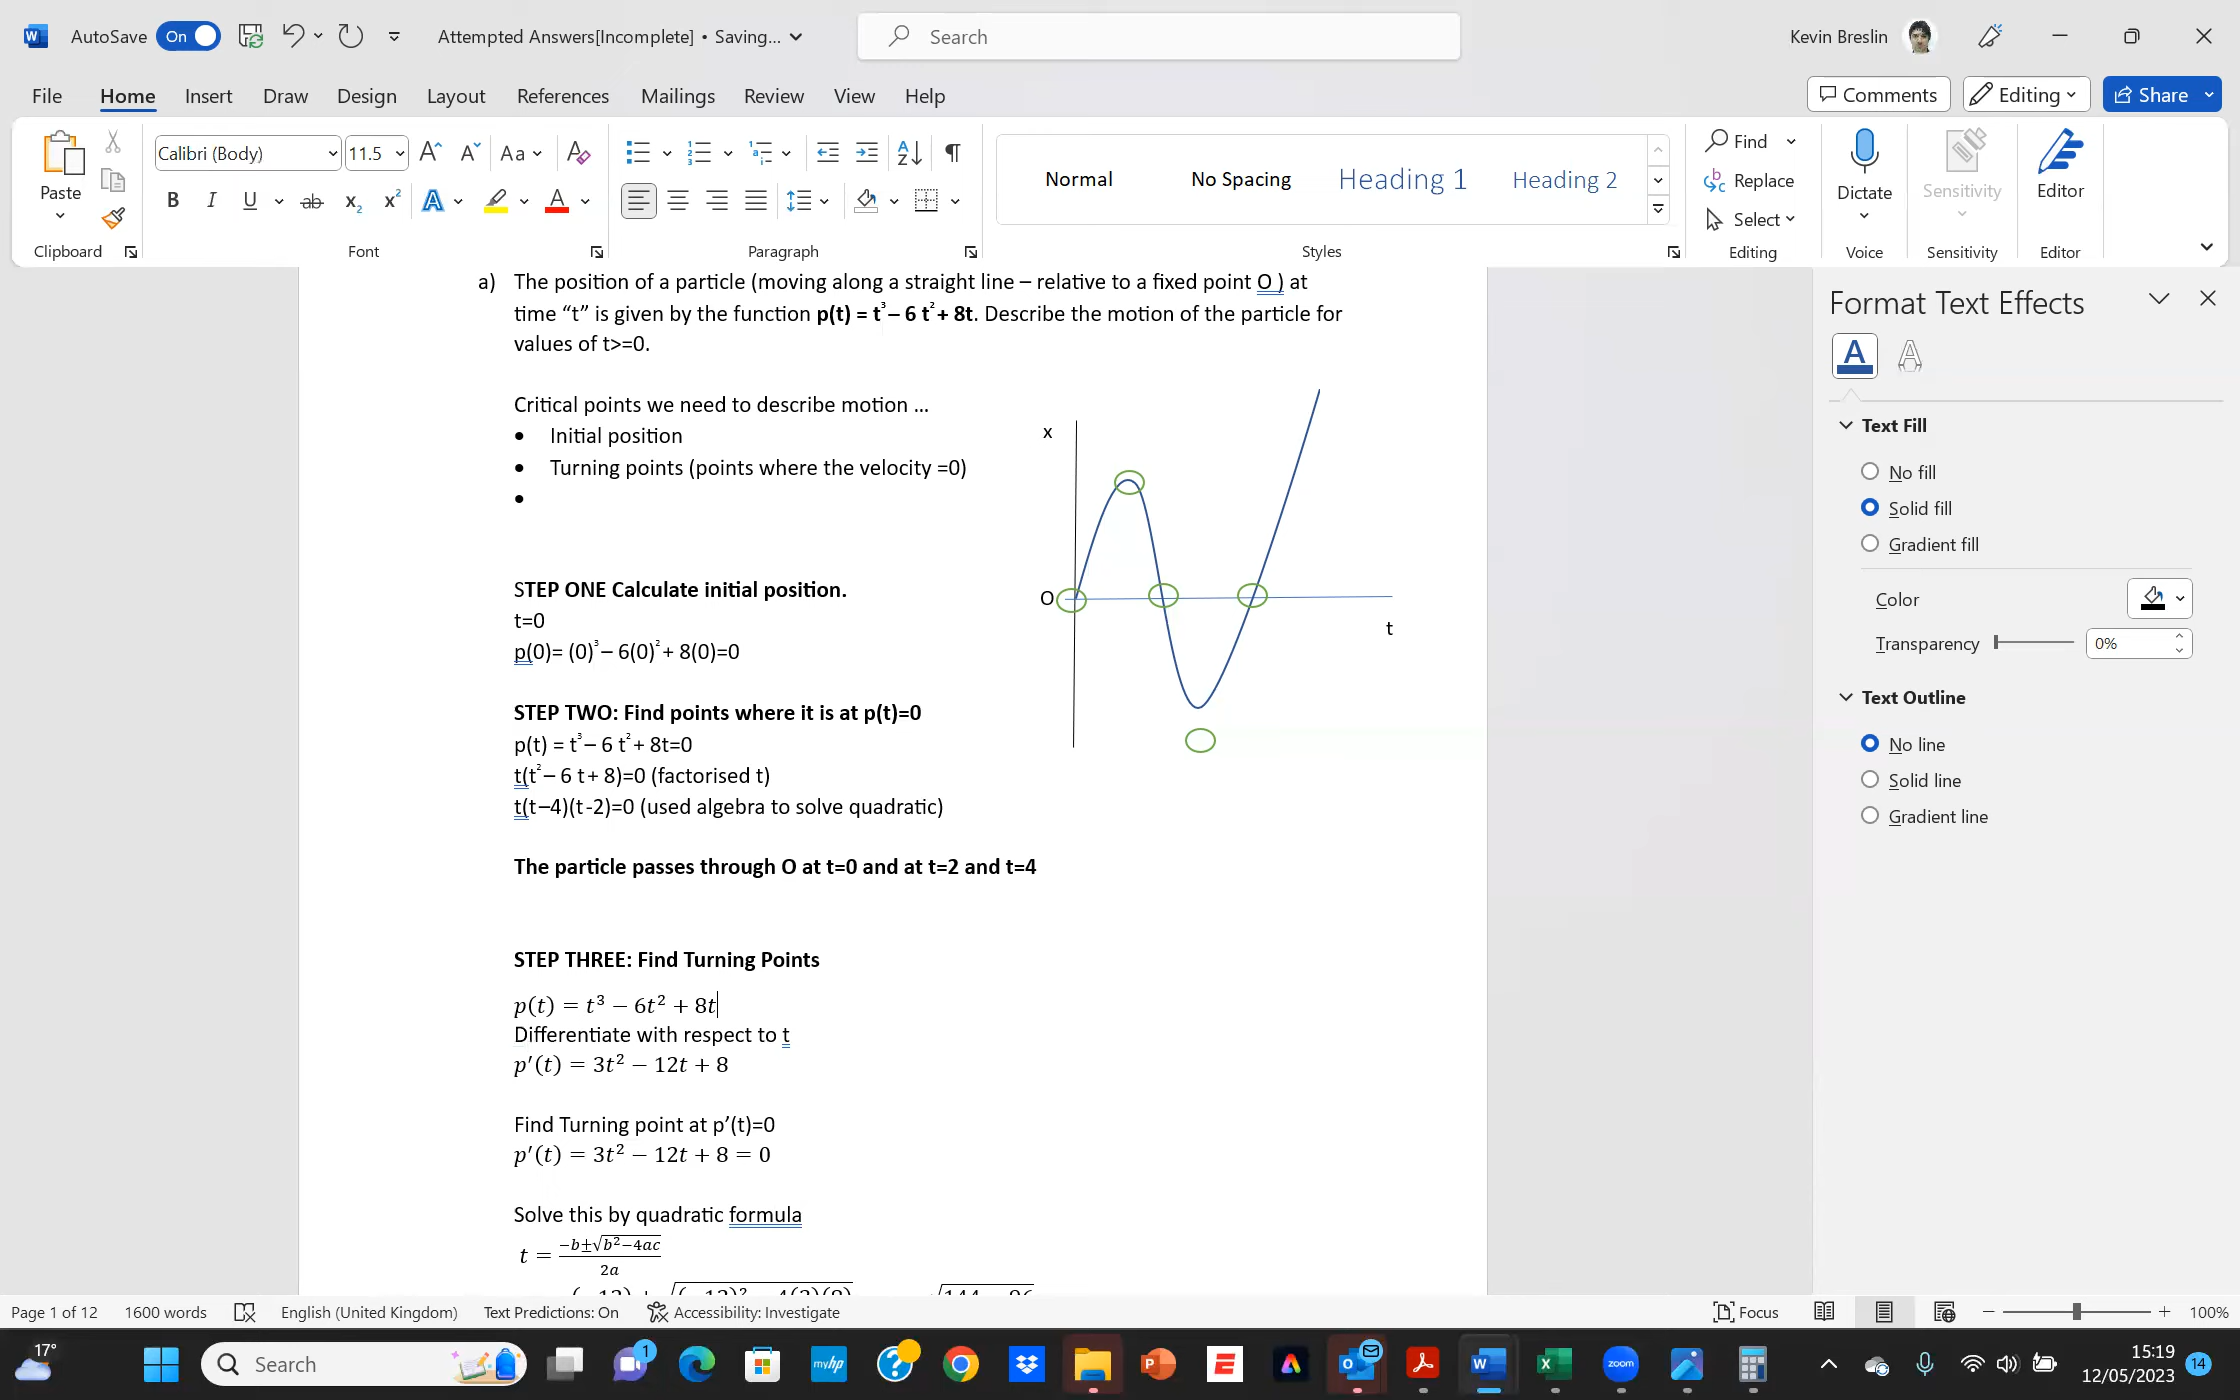 AutoSave On Attempted Answers[Incomplete] • Saving... Search Kevin Breslin
File Home Insert Draw Design Layout References Mailings Review View Help Comments Editing Share
Paste
Clipboard
Calibri (Body) 11.5
Font
Paragraph
Normal No Spacing Heading 1 Heading 2
Styles
Find
Replace
Select
Editing
Dictate
Voice
Sensitivity
Sensitivity
Editor
Editor
a) The position of a particle (moving along a straight line – relative to a fixed point O ) at
time “t” is given by the function p(t) = t³– 6 t²+ 8t. Describe the motion of the particle for
values of t>=0.
Critical points we need to describe motion ...
• Initial position
• Turning points (points where the velocity =0)
•
x
O
t
STEP ONE Calculate initial position.
t=0
p(0)= (0)³– 6(0)²+ 8(0)=0
STEP TWO: Find points where it is at p(t)=0
p(t) = t³– 6 t²+ 8t=0
t(t²– 6 t+ 8)=0 (factorised t)
t(t–4)(t-2)=0 (used algebra to solve quadratic)
The particle passes through O at t=0 and at t=2 and t=4
STEP THREE: Find Turning Points
p(t) = t³ − 6t² + 8t
Differentiate with respect to t
p′(t) = 3t² − 12t + 8
Find Turning point at p’(t)=0
p′(t) = 3t² − 12t + 8 = 0
Solve this by quadratic formula
t = −b±√b²−4ac
2a
Format Text Effects
Text Fill
No fill
Solid fill
Gradient fill
Color
Transparency 0%
Text Outline
No line
Solid line
Gradient line
Page 1 of 12 1600 words English (United Kingdom) Text Predictions: On Accessibility: Investigate Focus 100%
17°
Search
1
myhp
zoom
15:19
12/05/2023
14